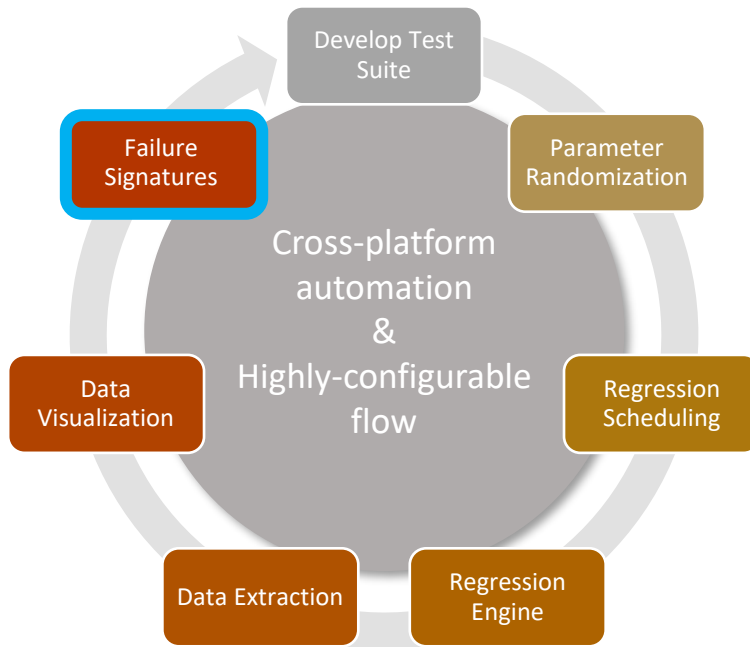 Develop Test
Suite
Parameter
Randomization
Regression
Scheduling
Regression
Engine
Data Extraction
Data
Visualization
Failure
Signatures
Cross-platform
automation
&
Highly-configurable
flow